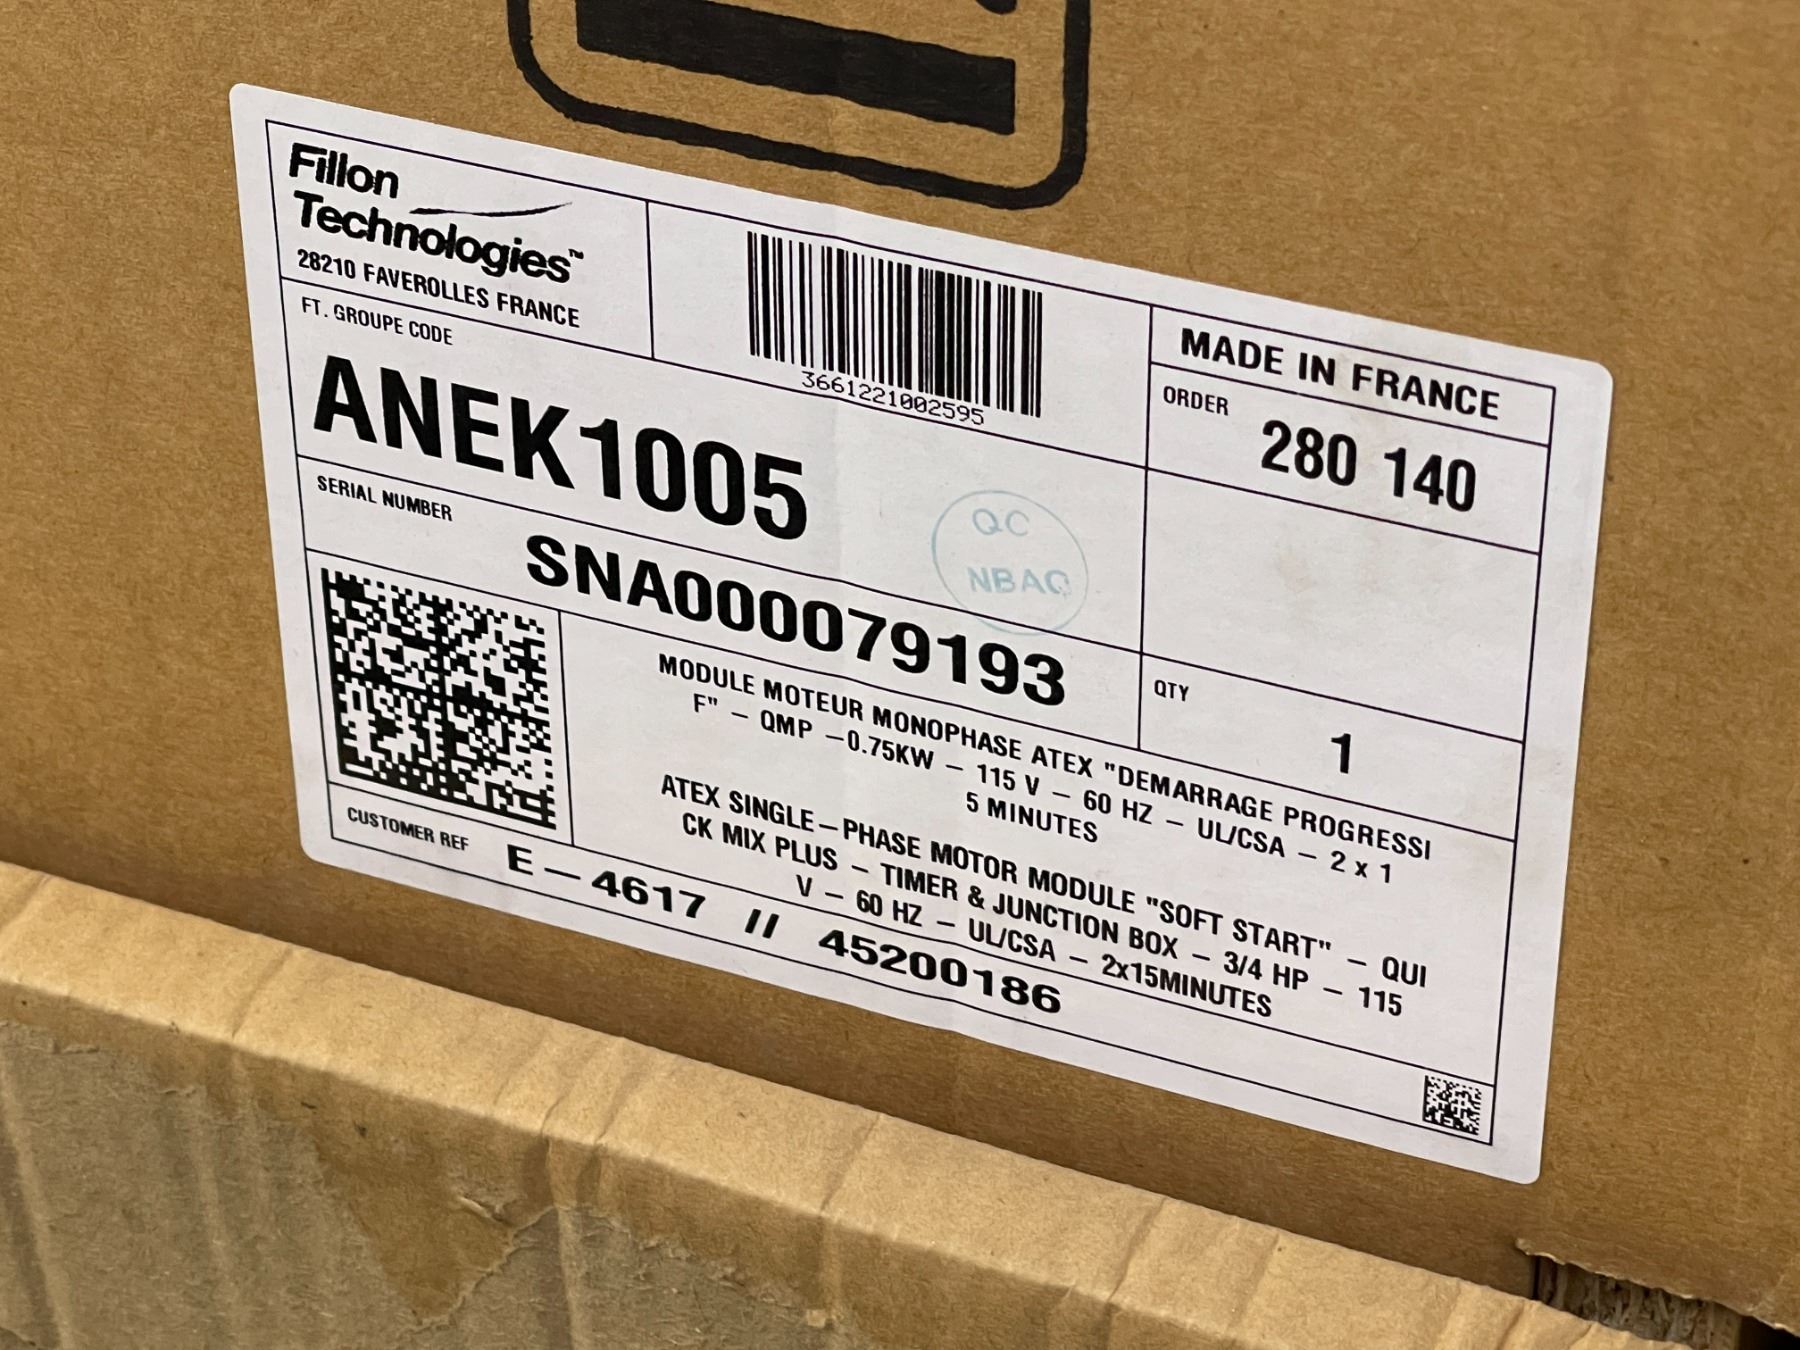 Fillon
Technologies™
28210 FAVEROLLES FRANCE
3661221002595
MADE IN FRANCE
FT. GROUPE CODE
ANEK1005
ORDER
280 140
QC
NBAQ
SERIAL NUMBER
SNA000079193
QTY
1
MODULE MOTEUR MONOPHASE ATEX "DEMARRAGE PROGRESSI
F" – QMP –0.75KW – 115 V – 60 HZ – UL/CSA – 2 x 1
5 MINUTES
ATEX SINGLE–PHASE MOTOR MODULE "SOFT START" – QUI
CK MIX PLUS – TIMER & JUNCTION BOX – 3/4 HP – 115
V – 60 HZ – UL/CSA – 2x15MINUTES
CUSTOMER REF
E – 4617 // 45200186